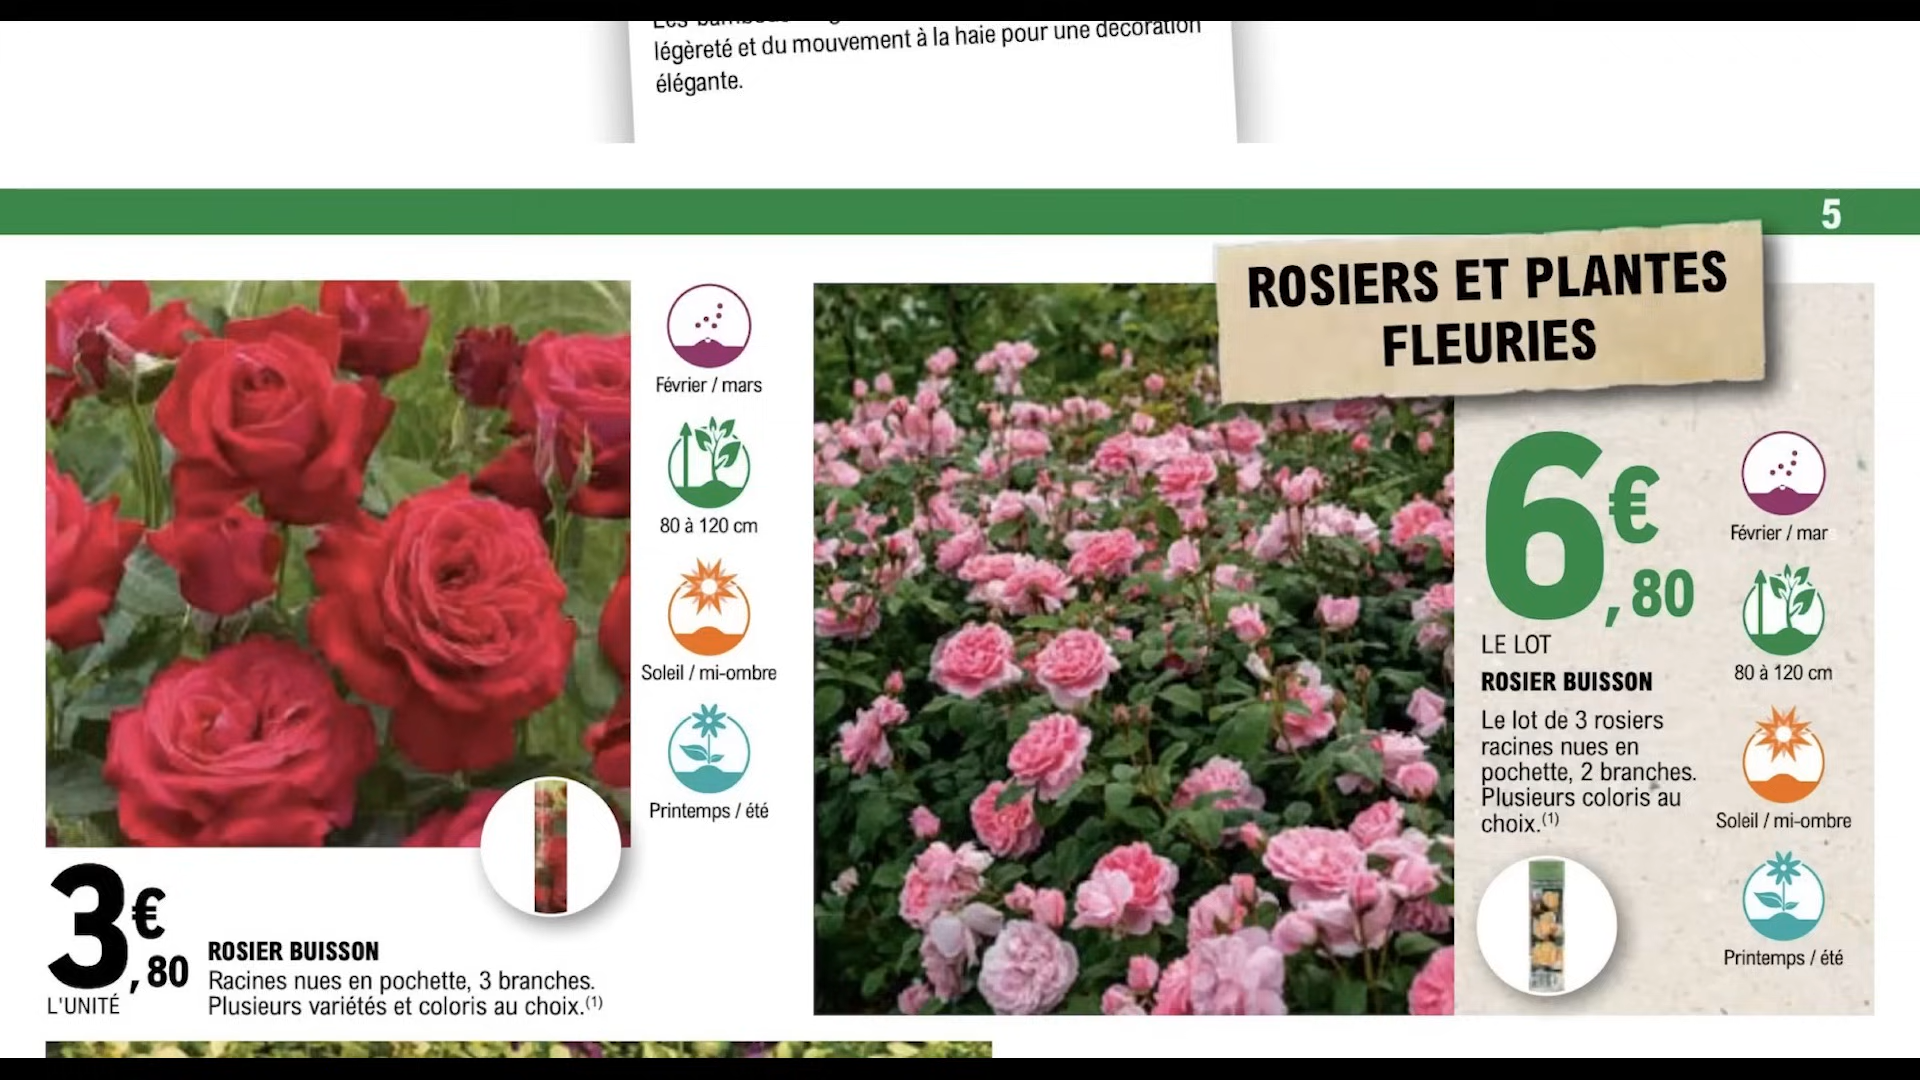 légèreté et du mouvement à la haie pour une décoration
élégante.
5
ROSIERS ET PLANTES
FLEURIES
Février / mars
80 à 120 cm
Soleil / mi-ombre
Printemps / été
3€,80
L'UNITÉ
ROSIER BUISSON
Racines nues en pochette, 3 branches.
Plusieurs variétés et coloris au choix.(1)
6€,80
LE LOT
ROSIER BUISSON
Le lot de 3 rosiers
racines nues en
pochette, 2 branches.
Plusieurs coloris au
choix.(1)
Février / mar
80 à 120 cm
Soleil / mi-ombre
Printemps / été